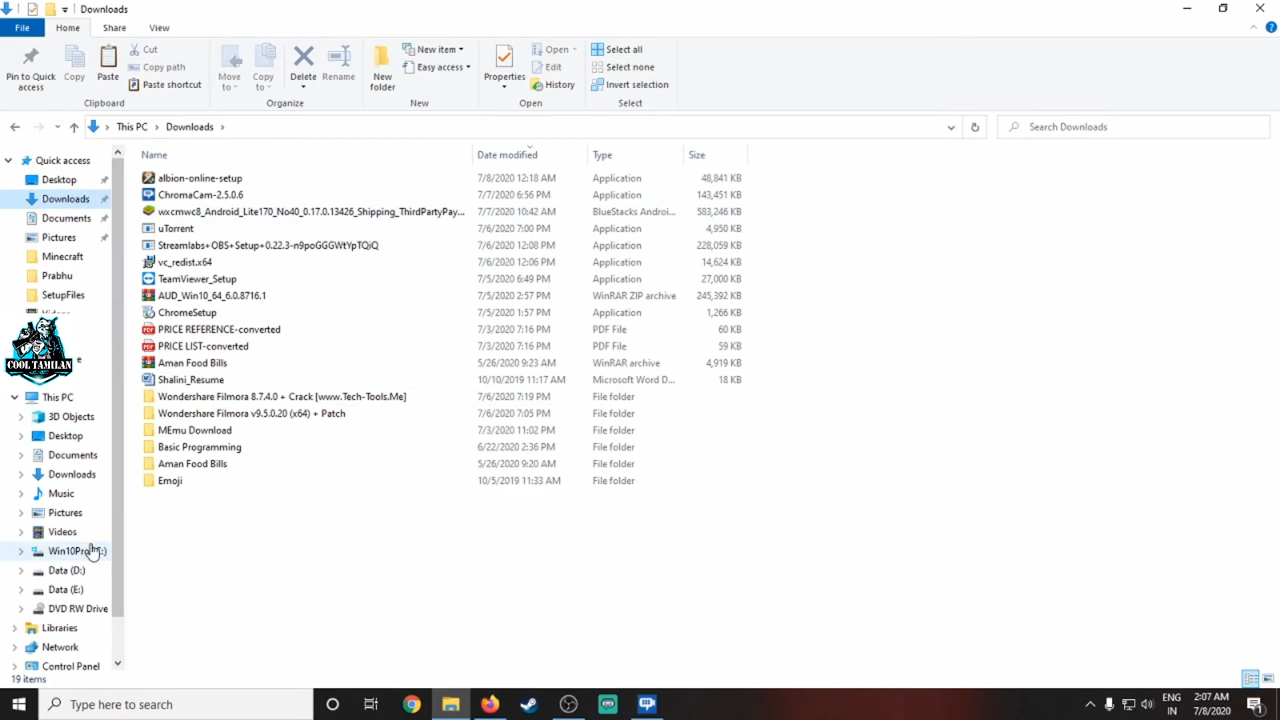 Downloads
File Home Share View
Pin to Quick access
Copy
Paste
Cut
Copy path
Paste shortcut
Clipboard
Move to
Copy to
Delete
Rename
Organize
New folder
New item
Easy access
New
Properties
Open
Edit
History
Open
Select all
Select none
Invert selection
Select
This PC > Downloads >
Search Downloads
Quick access
Desktop
Downloads
Documents
Pictures
Minecraft
Prabhu
SetupFiles
COOL TAMILAN
This PC
3D Objects
Desktop
Documents
Downloads
Music
Pictures
Videos
Win10Pro
Data (D:)
Data (E:)
DVD RW Drive
Libraries
Network
Control Panel
Name Date modified Type Size
albion-online-setup 7/8/2020 12:18 AM Application 48,841 KB
ChromaCam-2.5.0.6 7/7/2020 6:56 PM Application 143,451 KB
wxcmwc8_Android_Lite170_No40_0.17.0.13426_Shipping_ThirdPartyPay... 7/7/2020 10:42 AM BlueStacks Androi... 583,246 KB
uTorrent 7/6/2020 7:00 PM Application 4,950 KB
Streamlabs+OBS+Setup+0.22.3-n9poGGGWtYpTQiQ 7/6/2020 12:08 PM Application 228,059 KB
vc_redist.x64 7/6/2020 12:06 PM Application 14,624 KB
TeamViewer_Setup 7/5/2020 6:49 PM Application 27,000 KB
AUD_Win10_64_6.0.8716.1 7/5/2020 2:57 PM WinRAR ZIP archive 245,392 KB
ChromeSetup 7/5/2020 1:57 PM Application 1,266 KB
PRICE REFERENCE-converted 7/3/2020 7:16 PM PDF File 60 KB
PRICE LIST-converted 7/3/2020 7:16 PM PDF File 59 KB
Aman Food Bills 5/26/2020 9:23 AM WinRAR archive 4,919 KB
Shalini_Resume 10/10/2019 11:17 AM Microsoft Word D... 18 KB
Wondershare Filmora 8.7.4.0 + Crack [www.Tech-Tools.Me] 7/6/2020 7:19 PM File folder
Wondershare Filmora v9.5.0.20 (x64) + Patch 7/6/2020 7:05 PM File folder
MEmu Download 7/3/2020 11:02 PM File folder
Basic Programming 6/22/2020 2:36 PM File folder
Aman Food Bills 5/26/2020 9:20 AM File folder
Emoji 10/5/2019 11:33 AM File folder
19 items
Type here to search
ENG
IN
2:07 AM
7/8/2020